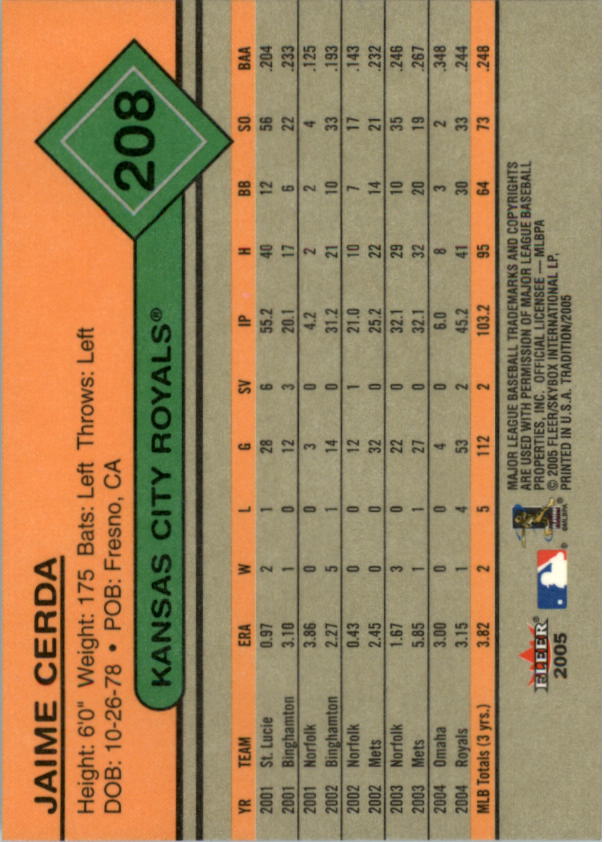 JAIME CERDA
Height: 6'0" Weight: 175 Bats: Left Throws: Left
DOB: 10-26-78 • POB: Fresno, CA
208
KANSAS CITY ROYALS®
YR TEAM ERA W L G SV IP H BB SO BAA
2001 St. Lucie 0.97 2 1 28 6 55.2 40 12 56 .204
2001 Binghamton 3.10 1 0 12 3 20.1 17 6 22 .233
2001 Norfolk 3.86 0 0 3 0 4.2 2 2 4 .125
2002 Binghamton 2.27 5 1 14 0 31.2 21 10 33 .193
2002 Norfolk 0.43 0 0 12 1 21.0 10 7 17 .143
2002 Mets 2.45 0 0 32 0 25.2 22 14 21 .232
2003 Norfolk 1.67 3 0 22 0 32.1 29 10 35 .246
2003 Mets 5.85 1 1 27 0 32.1 32 20 19 .267
2004 Omaha 3.00 0 0 4 0 6.0 8 3 2 .348
2004 Royals 3.15 1 4 53 2 45.2 41 30 33 .244
MLB Totals (3 yrs.) 3.82 2 5 112 2 103.2 95 64 73 .248
FLEER
2005
MAJOR LEAGUE BASEBALL TRADEMARKS AND COPYRIGHTS
ARE USED WITH PERMISSION OF MAJOR LEAGUE BASEBALL
PROPERTIES, INC. OFFICIAL LICENSEE — MLBPA
© 2005 FLEER/SKYBOX INTERNATIONAL LP.
PRINTED IN U.S.A. TRADITION/2005
©MLBPA